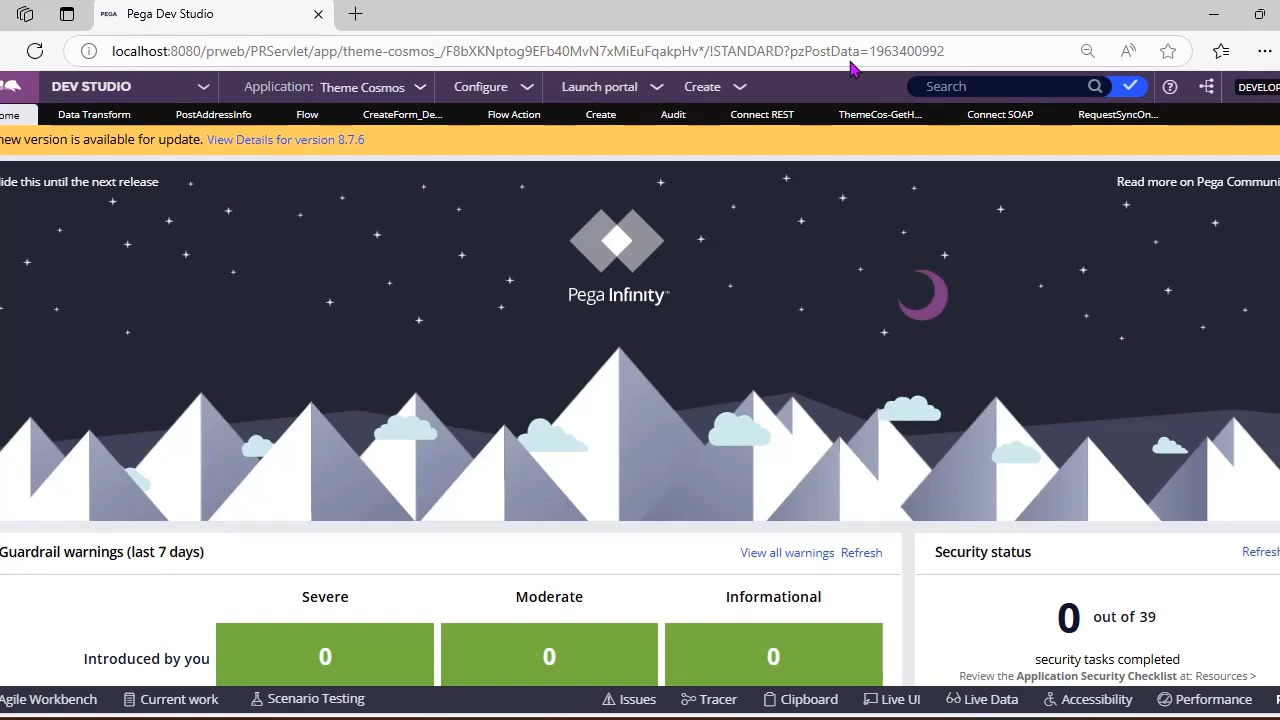 PEGA Pega Dev Studio
localhost:8080/prweb/PRServlet/app/theme-cosmos_/F8bXKNptog9EFb40MvN7xMiEuFqakpHv*/!STANDARD?pzPostData=1963400992
DEV STUDIO Application: Theme Cosmos Configure Launch portal Create Search DEVELOP
ome Data Transform PostAddressInfo Flow CreateForm_De... Flow Action Create Audit Connect REST ThemeCos-GetH... Connect SOAP RequestSyncOn...
new version is available for update. View Details for version 8.7.6
lide this until the next release Read more on Pega Communi
Pega Infinity™
Guardrail warnings (last 7 days) View all warnings Refresh Security status Refresh
Severe Moderate Informational
0 out of 39
Introduced by you 0 0 0
security tasks completed
Review the Application Security Checklist at: Resources >
Agile Workbench Current work Scenario Testing Issues Tracer Clipboard Live UI Live Data Accessibility Performance